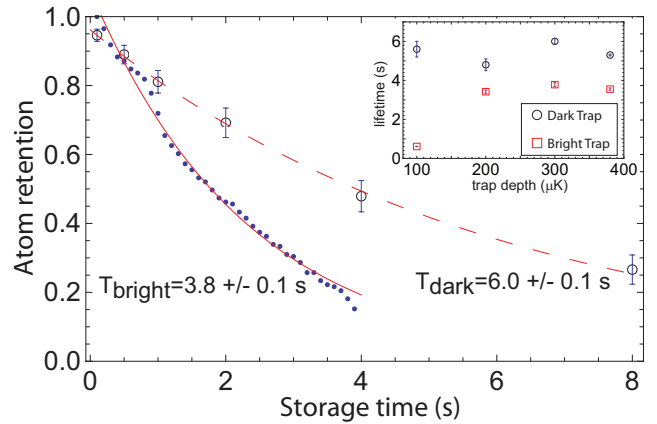 1.0
0.8
0.6
0.4
0.2
0.0
Atom retention
0
2
4
6
8
Storage time (s)
T_bright=3.8 +/- 0.1 s
T_dark=6.0 +/- 0.1 s
6
4
2
0
lifetime (s)
100
200
300
400
trap depth (μK)
Dark Trap
Bright Trap